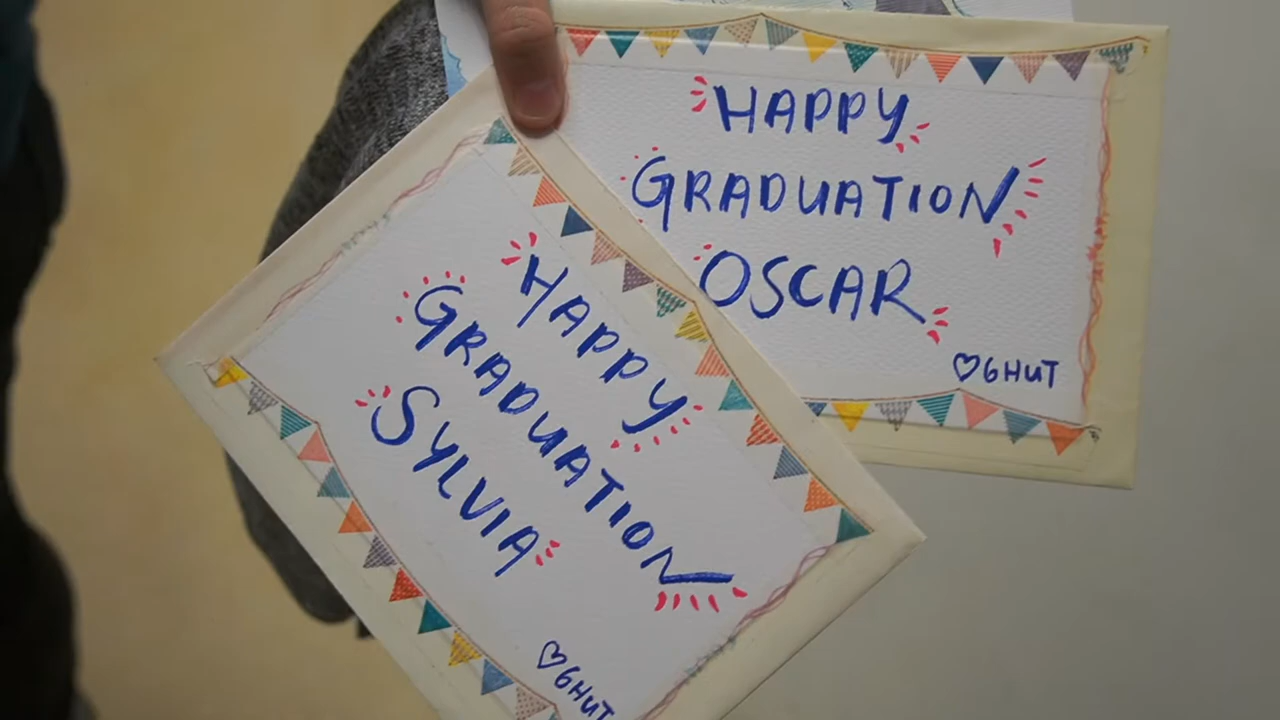 HAPPY
GRADUATION
OSCAR
♡6HUT
HAPPY
GRADUATION
SYLVIA
♡6HUT